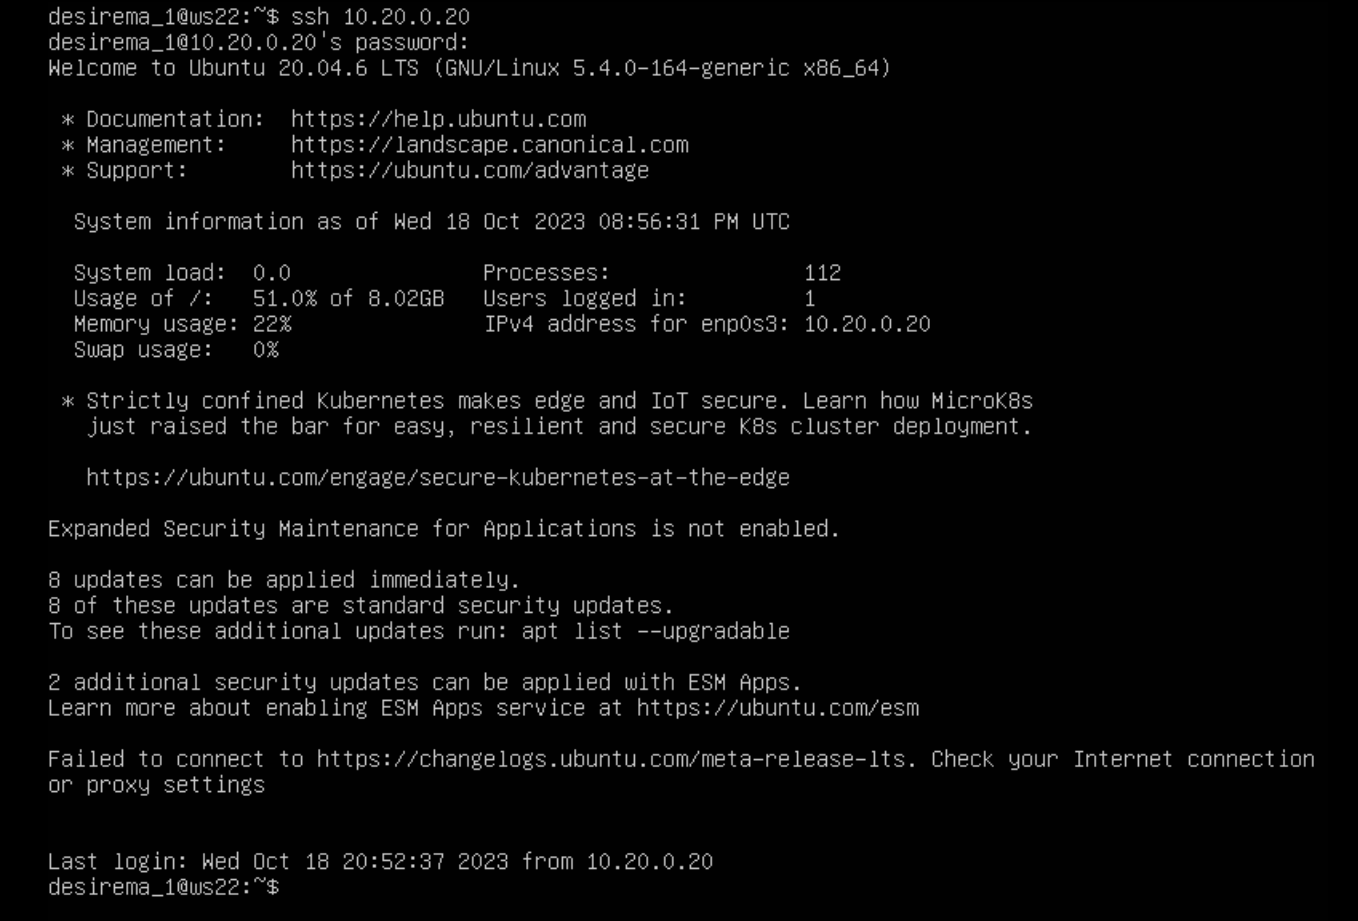 desirema_1@ws22:~$ ssh 10.20.0.20
desirema_1@10.20.0.20's password:
Welcome to Ubuntu 20.04.6 LTS (GNU/Linux 5.4.0-164-generic x86_64)
* Documentation:  https://help.ubuntu.com
* Management:     https://landscape.canonical.com
* Support:        https://ubuntu.com/advantage
System information as of Wed 18 Oct 2023 08:56:31 PM UTC
System load:  0.0               Processes:               112
Usage of /:   51.0% of 8.02GB   Users logged in:         1
Memory usage: 22%               IPv4 address for enp0s3: 10.20.0.20
Swap usage:   0%
* Strictly confined Kubernetes makes edge and IoT secure. Learn how MicroK8s
just raised the bar for easy, resilient and secure K8s cluster deployment.
https://ubuntu.com/engage/secure-kubernetes-at-the-edge
Expanded Security Maintenance for Applications is not enabled.
8 updates can be applied immediately.
8 of these updates are standard security updates.
To see these additional updates run: apt list --upgradable
2 additional security updates can be applied with ESM Apps.
Learn more about enabling ESM Apps service at https://ubuntu.com/esm
Failed to connect to https://changelogs.ubuntu.com/meta-release-lts. Check your Internet connection
or proxy settings
Last login: Wed Oct 18 20:52:37 2023 from 10.20.0.20
desirema_1@ws22:~$